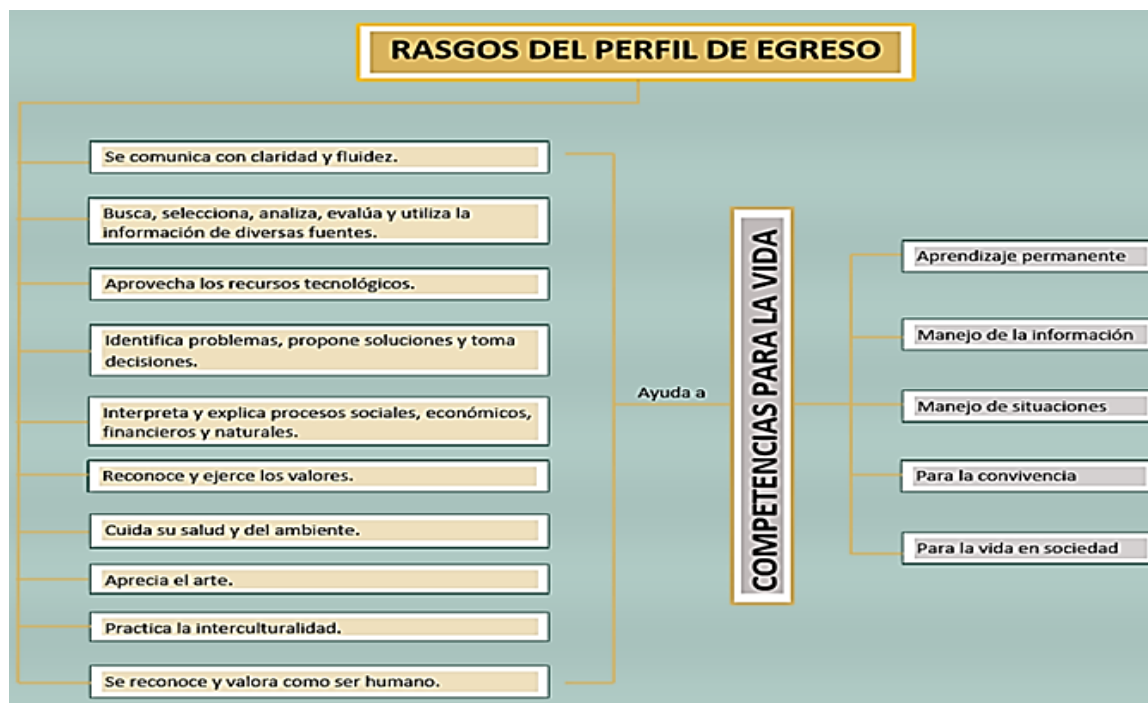 RASGOS DEL PERFIL DE EGRESO
Se comunica con claridad y fluidez.
Busca, selecciona, analiza, evalúa y utiliza la
información de diversas fuentes.
Aprovecha los recursos tecnológicos.
Identifica problemas, propone soluciones y toma
decisiones.
Interpreta y explica procesos sociales, económicos,
financieros y naturales.
Reconoce y ejerce los valores.
Cuida su salud y del ambiente.
Aprecia el arte.
Practica la interculturalidad.
Se reconoce y valora como ser humano.
Ayuda a
COMPETENCIAS PARA LA VIDA
Aprendizaje permanente
Manejo de la información
Manejo de situaciones
Para la convivencia
Para la vida en sociedad